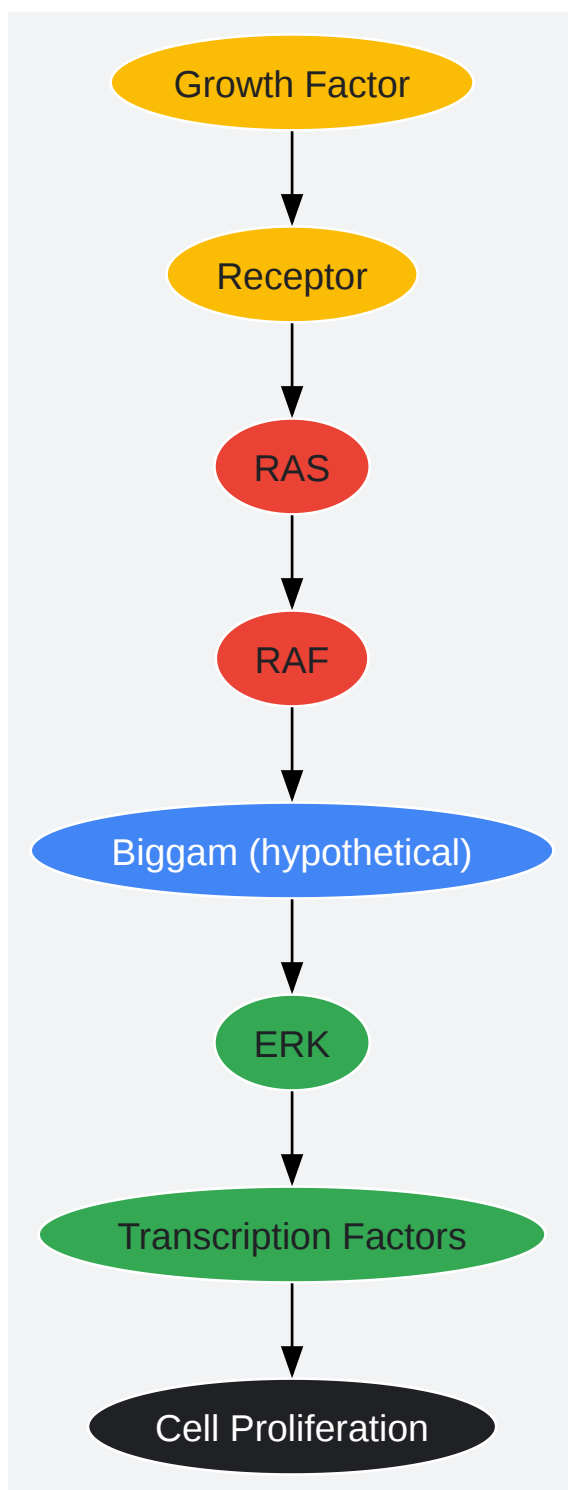 Growth Factor
Receptor
RAS
RAF
Biggam (hypothetical)
ERK
Transcription Factors
Cell Proliferation